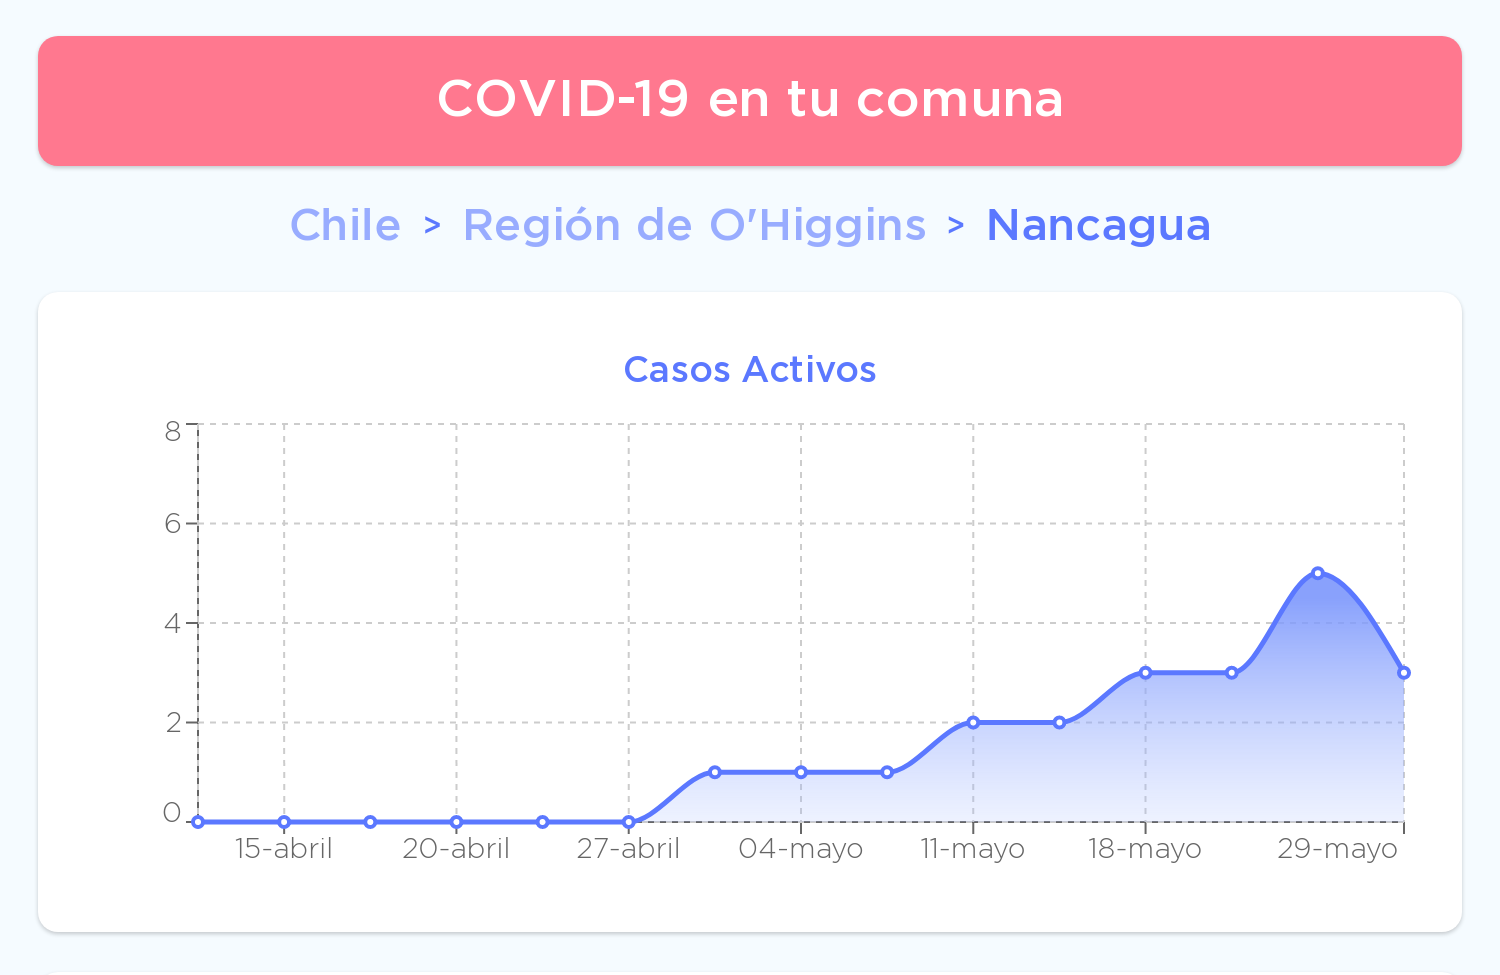 COVID-19 en tu comuna
Chile > Región de O'Higgins > Nancagua
Casos Activos
8
6
4
2
0
15-abril 20-abril 27-abril 04-mayo 11-mayo 18-mayo 29-mayo